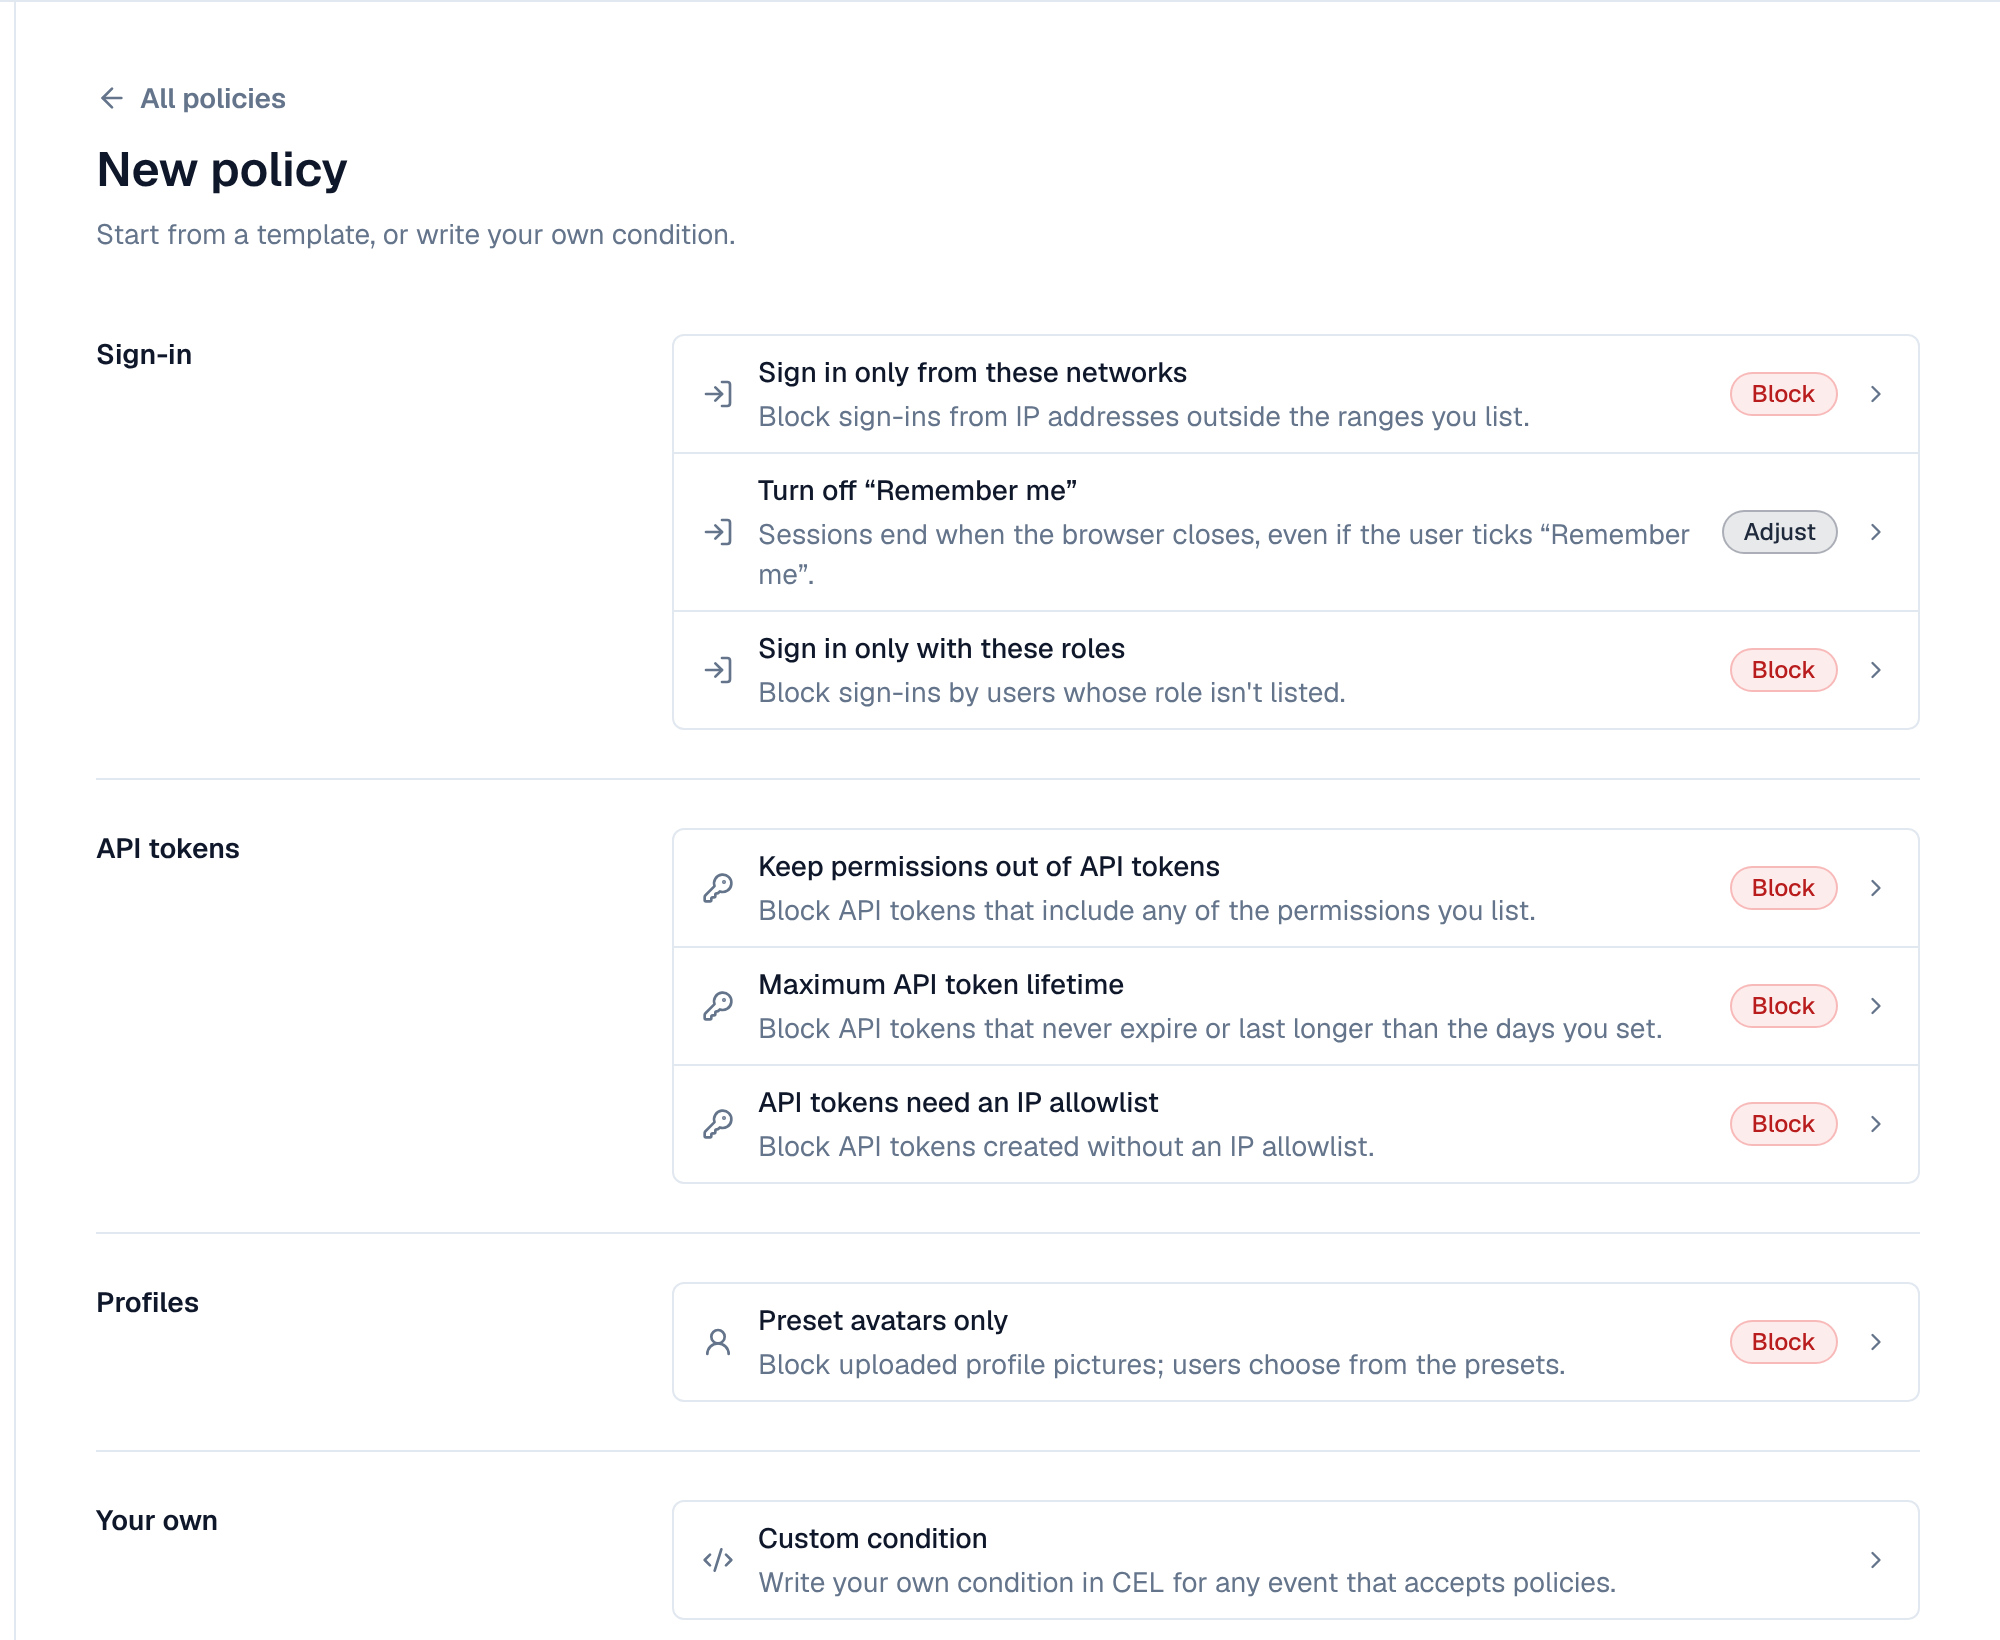 All policies
New policy
Start from a template, or write your own condition.
Sign-in
Sign in only from these networks
Block sign-ins from IP addresses outside the ranges you list.
Block
Turn off “Remember me”
Sessions end when the browser closes, even if the user ticks “Remember
me”.
Adjust
Sign in only with these roles
Block sign-ins by users whose role isn't listed.
Block
API tokens
Keep permissions out of API tokens
Block API tokens that include any of the permissions you list.
Block
Maximum API token lifetime
Block API tokens that never expire or last longer than the days you set.
Block
API tokens need an IP allowlist
Block API tokens created without an IP allowlist.
Block
Profiles
Preset avatars only
Block uploaded profile pictures; users choose from the presets.
Block
Your own
Custom condition
Write your own condition in CEL for any event that accepts policies.